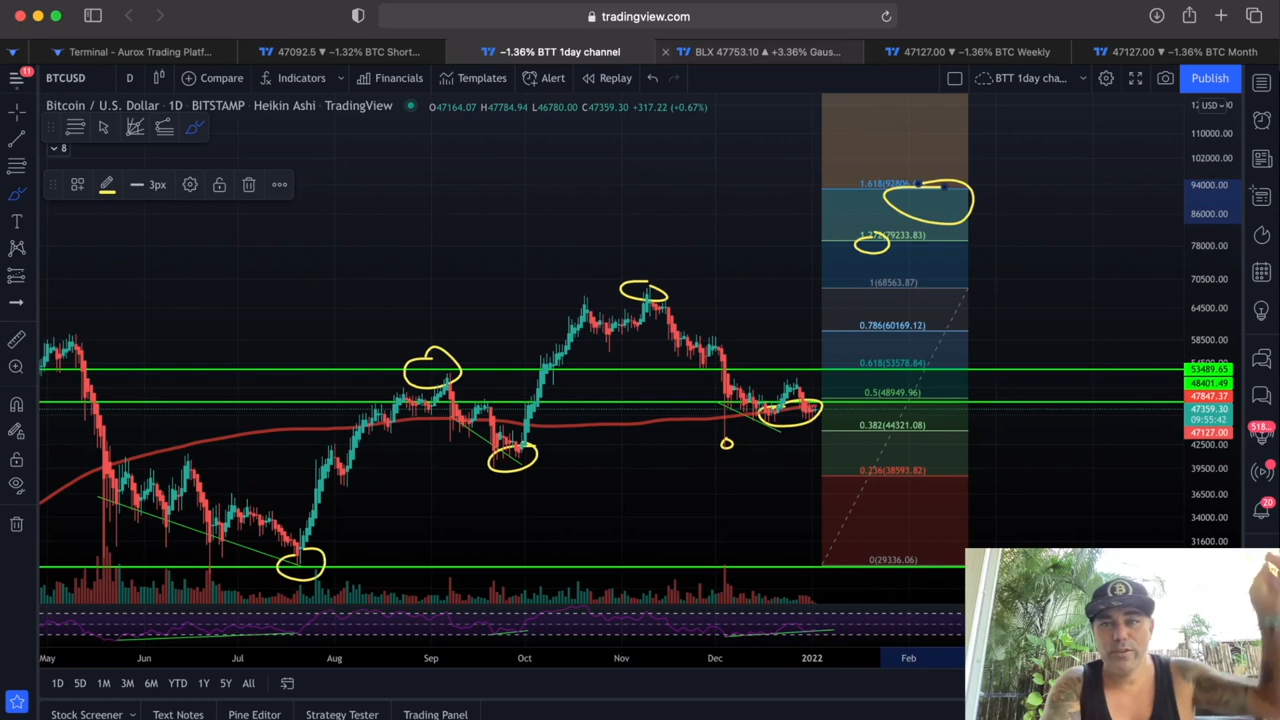 tradingview.com
Terminal - Aurox Trading Platf...
47092.5 ▾ −1.32% BTC Short...
−1.36% BTT 1day channel
BLX 47753.10 ▴ +3.36% Gaus...
47127.00 ▾ −1.36% BTC Weekly
47127.00 ▾ −1.36% BTC Month
11
BTCUSD
D
Compare
Indicators
Financials
Templates
Alert
Replay
BTT 1day cha...
Publish
Bitcoin / U.S. Dollar · 1D · BITSTAMP · Heikin Ashi · TradingView
O47164.07 H47784.94 L46780.00 C47359.30 +317.22 (+0.67%)
USD
110000.00
8
102000.00
3px
1.618(92806.
94000.00
86000.00
1.272(79233.83)
78000.00
1(68563.87)
70500.00
64500.00
0.786(60169.12)
58500.00
0.618(53578.84)
53489.65
48401.49
0.5(48949.96)
47847.37
47359.30
09:55:42
0.382(44321.08)
47127.00
518...
42500.00
0.236(38593.82)
39500.00
36500.00
20
34000.00
31600.00
0(29336.06)
May
Jun
Jul
Aug
Sep
Oct
Nov
Dec
2022
Feb
1D
5D
1M
3M
6M
YTD
1Y
5Y
All
Stock Screener
Text Notes
Pine Editor
Strategy Tester
Trading Panel